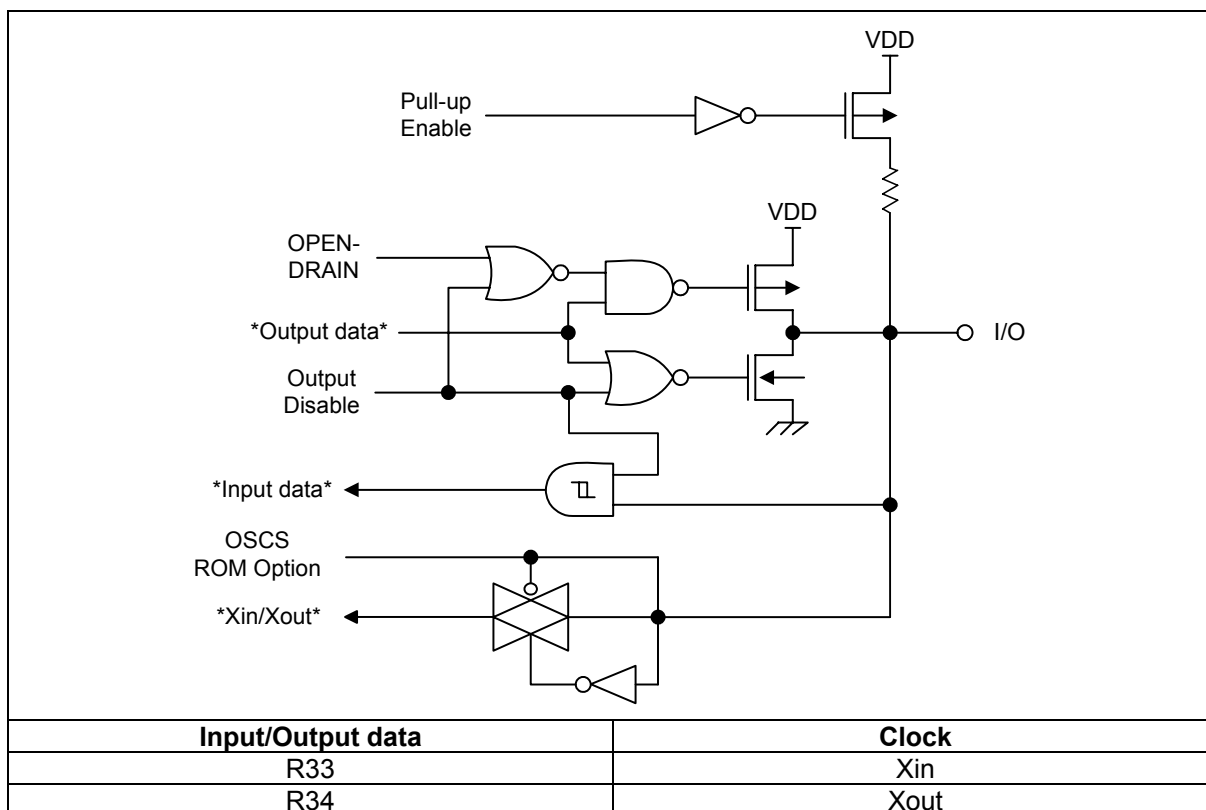 VDD
Pull-up
Enable
VDD
OPEN-
DRAIN
*Output data*
I/O
Output
Disable
*Input data*
OSCS
ROM Option
*Xin/Xout*
Input/Output data Clock
R33 Xin
R34 Xout